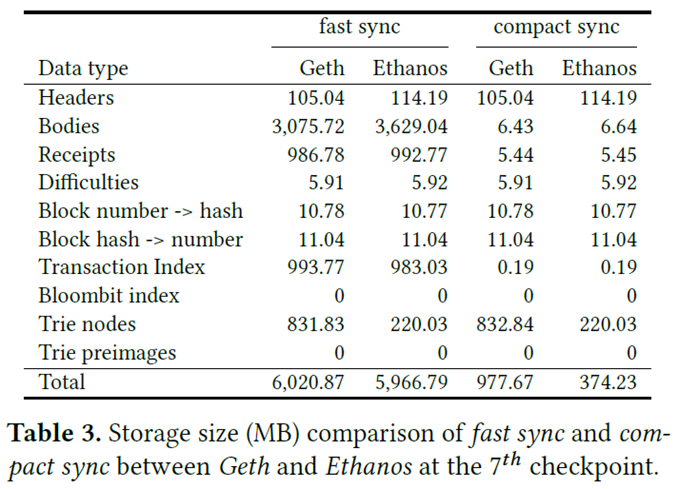 fast sync compact sync
Data type Geth Ethanos Geth Ethanos
Headers 105.04 114.19 105.04 114.19
Bodies 3,075.72 3,629.04 6.43 6.64
Receipts 986.78 992.77 5.44 5.45
Difficulties 5.91 5.92 5.91 5.92
Block number -> hash 10.78 10.77 10.78 10.77
Block hash -> number 11.04 11.04 11.04 11.04
Transaction Index 993.77 983.03 0.19 0.19
Bloombit index 0 0 0 0
Trie nodes 831.83 220.03 832.84 220.03
Trie preimages 0 0 0 0
Total 6,020.87 5,966.79 977.67 374.23
Table 3. Storage size (MB) comparison of fast sync and com-
pact sync between Geth and Ethanos at the 7th checkpoint.